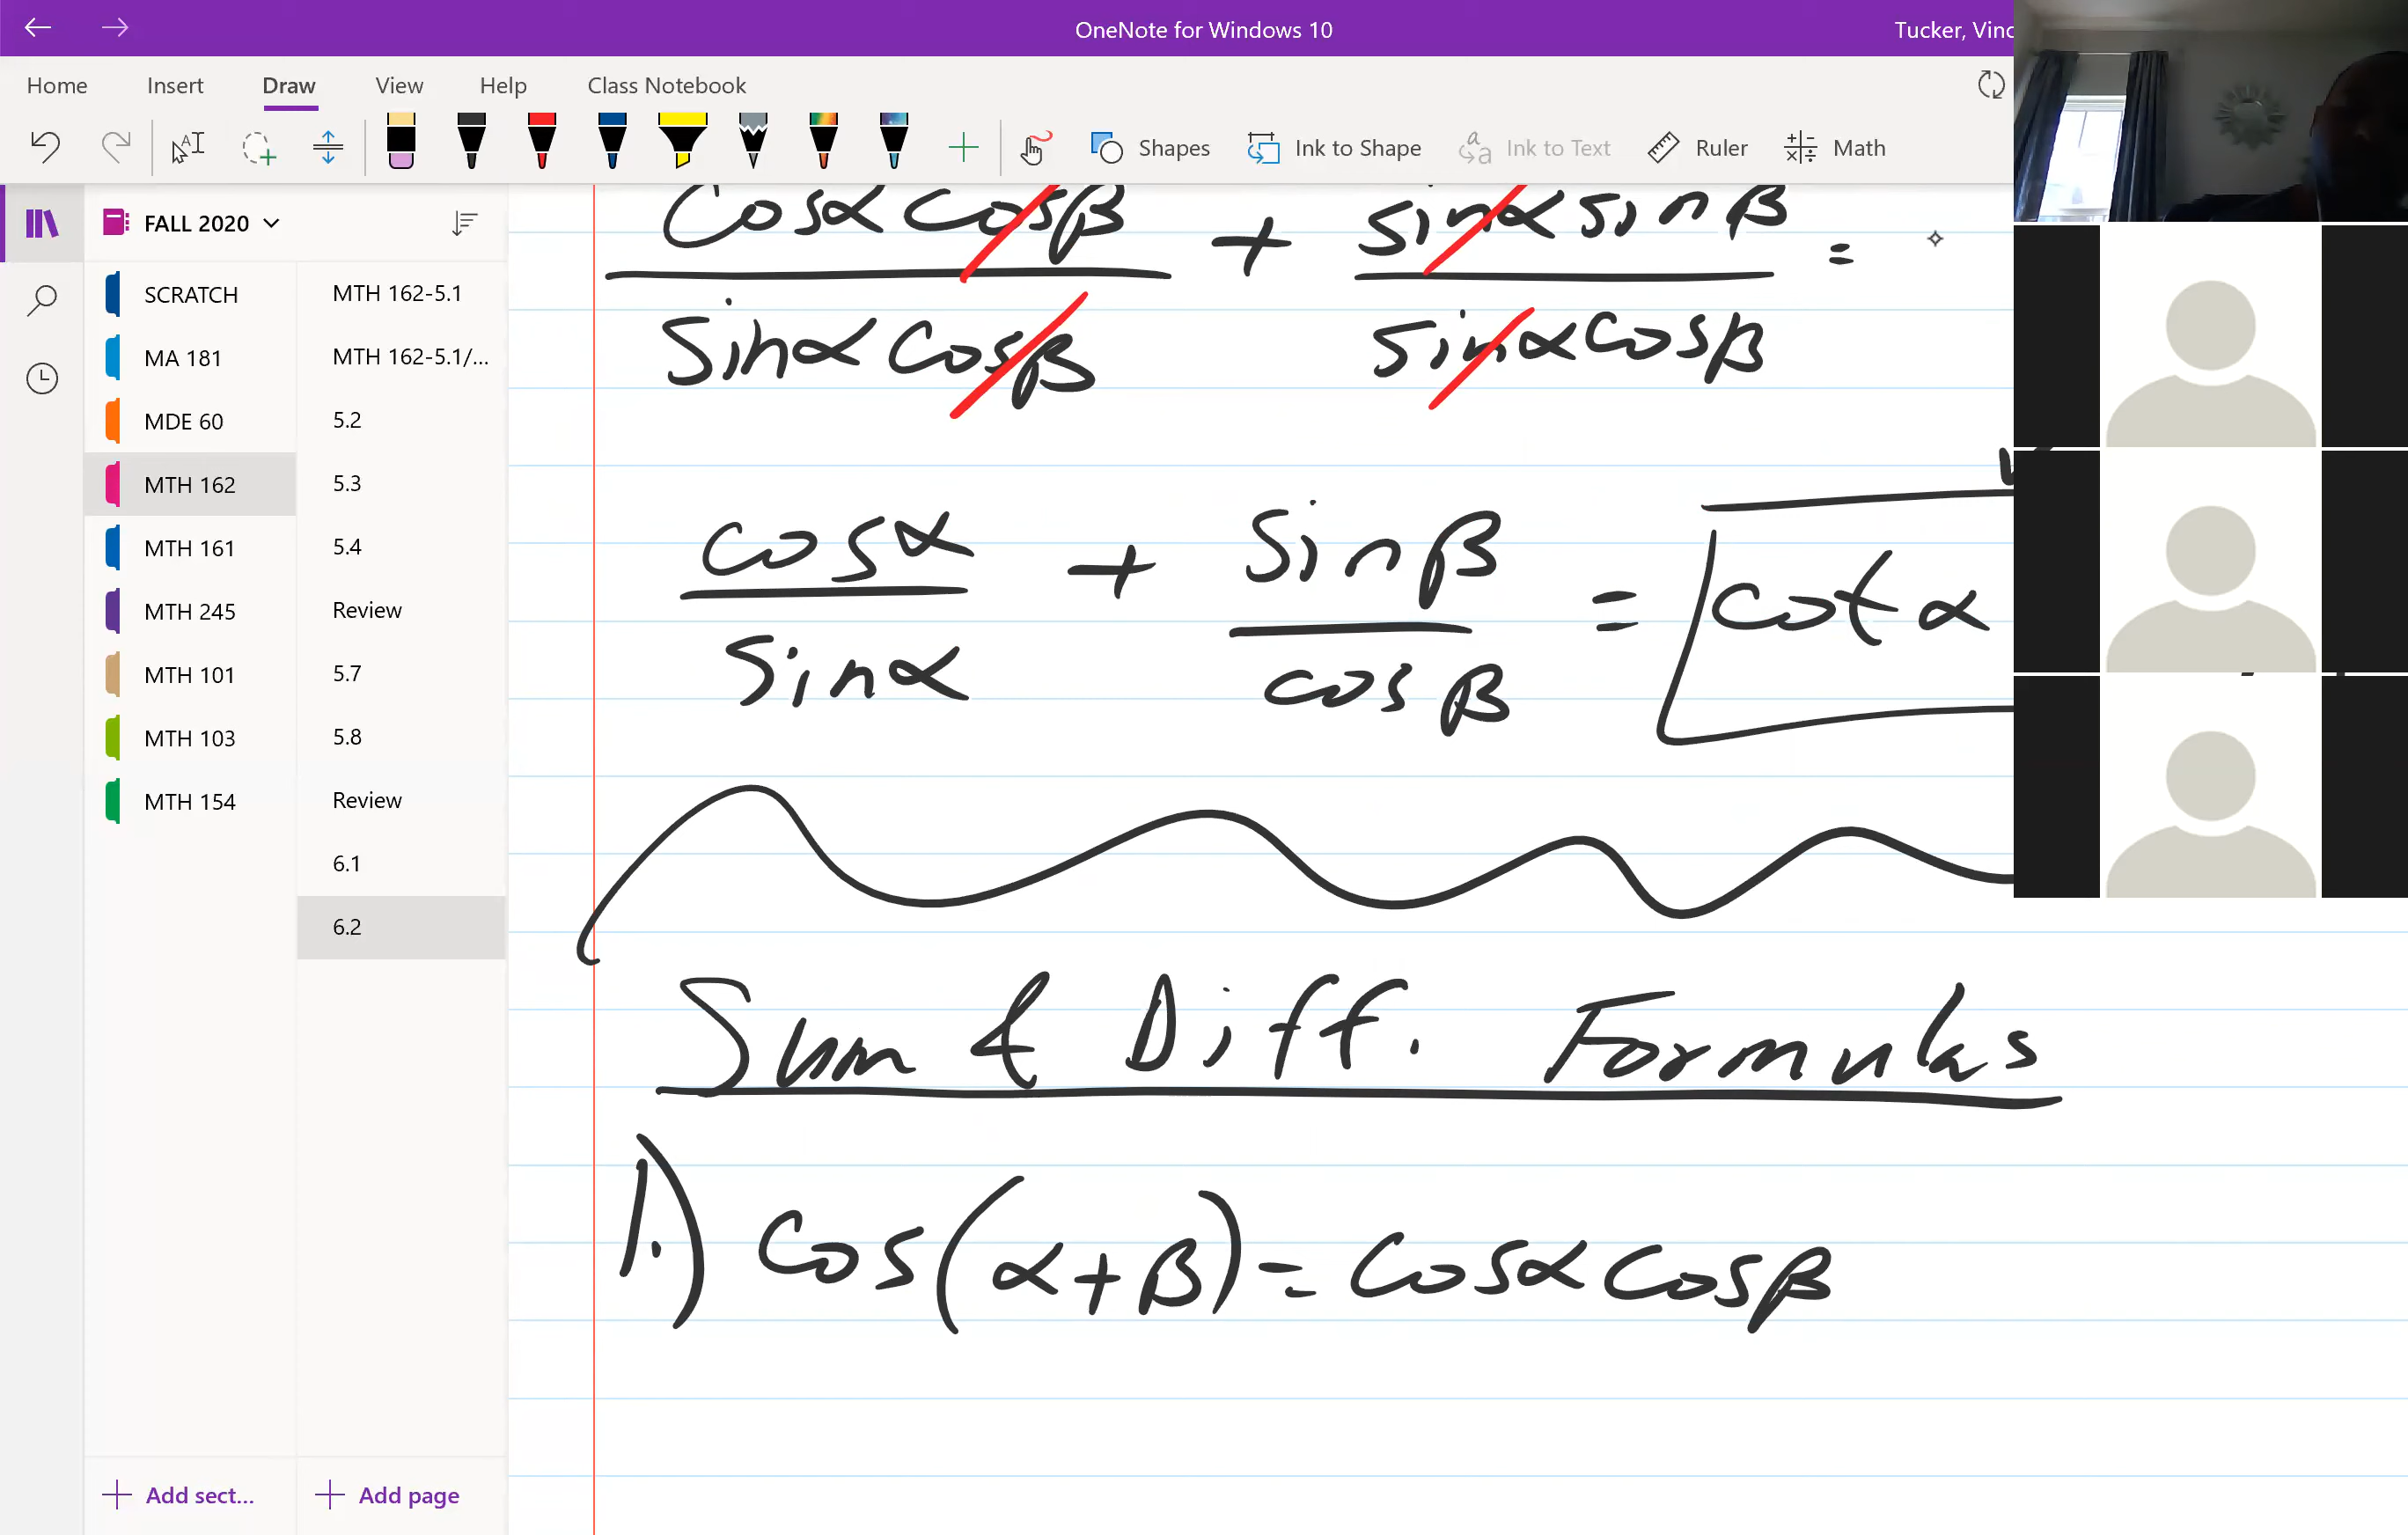 OneNote for Windows 10
Tucker, Vinc
Home Insert Draw View Help Class Notebook
Shapes Ink to Shape Ink to Text Ruler Math
FALL 2020
SCRATCH
MA 181
MDE 60
MTH 162
MTH 161
MTH 245
MTH 101
MTH 103
MTH 154
Add sect...
MTH 162-5.1
MTH 162-5.1/...
5.2
5.3
5.4
Review
5.7
5.8
Review
6.1
6.2
Add page
cosα cosβ + sinα sinβ =
sinα cosβ sinα cosβ
cosα + sinβ = cot α
sinα cosβ
Sum & Diff. Formulas
1.) cos(α+β)= cosα cosβ